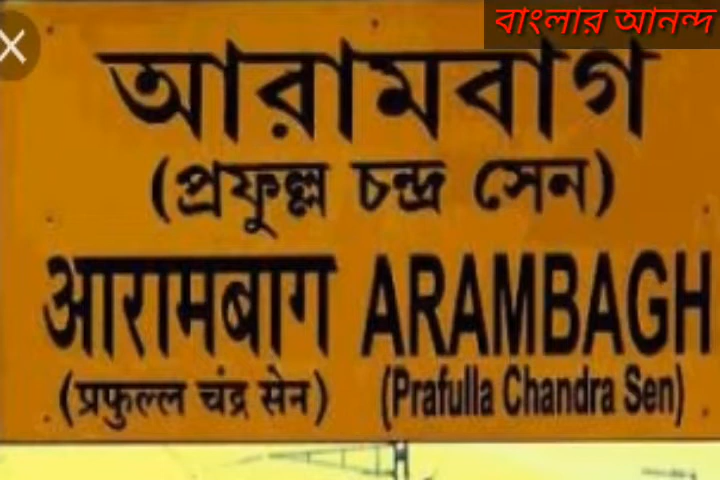 বাংলার আনন্দ
আরামবাগ
(প্রফুল্ল চন্দ্র সেন)
आरामबाग ARAMBAGH
(प्रफुल्ल चंद्र सेन) (Prafulla Chandra Sen)